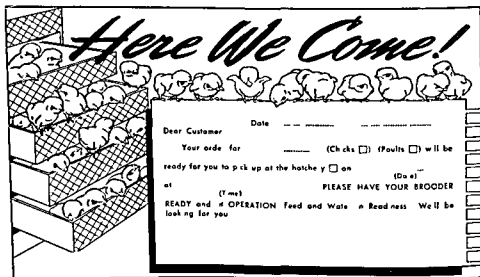 Here We Come!
Date
Dear Customer
Your order for (Chicks ☐) (Poults ☐) will be
ready for you to pick up at the hatchery ☐ on
(Date)
at PLEASE HAVE YOUR BROODER
(Time)
READY and in OPERATION Feed and Water in Readiness We'll be
looking for you